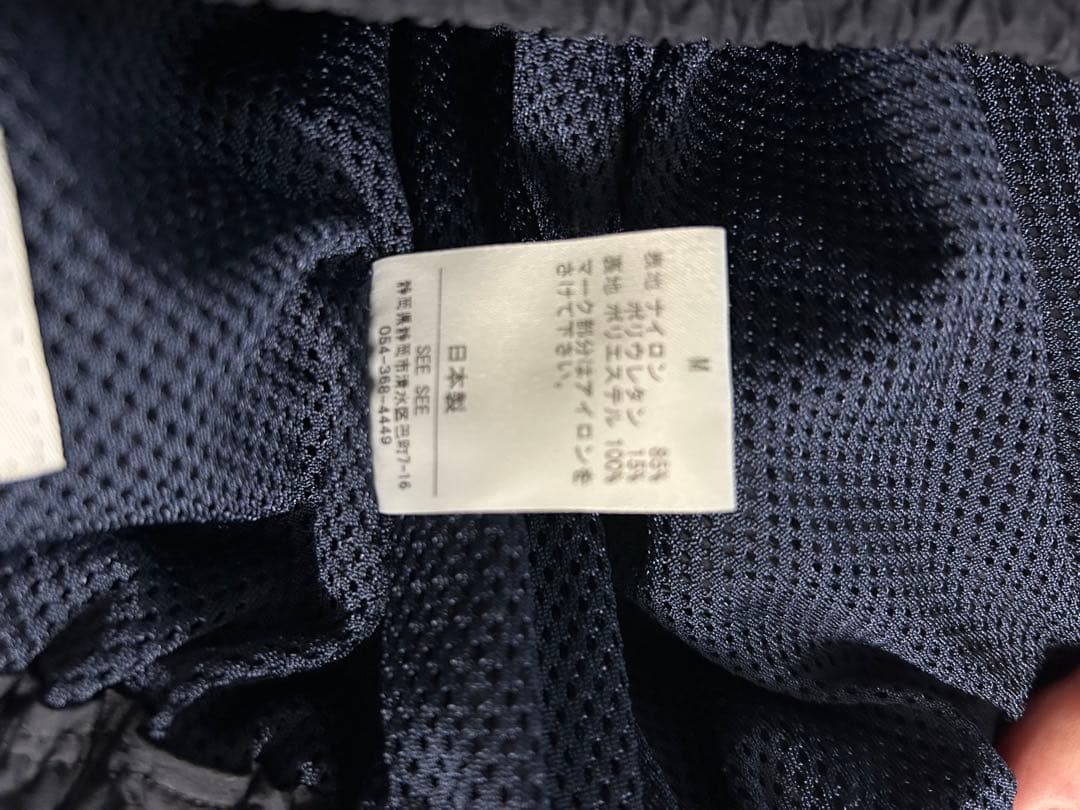 M
表地 ナイロン 85%
ポリウレタン 15%
裏地 ポリエステル 100%
マーク部分はアイロンを
さけて下さい。
日本製
SEE SEE
静岡県静岡市清水区巴町7-16
054-368-4449